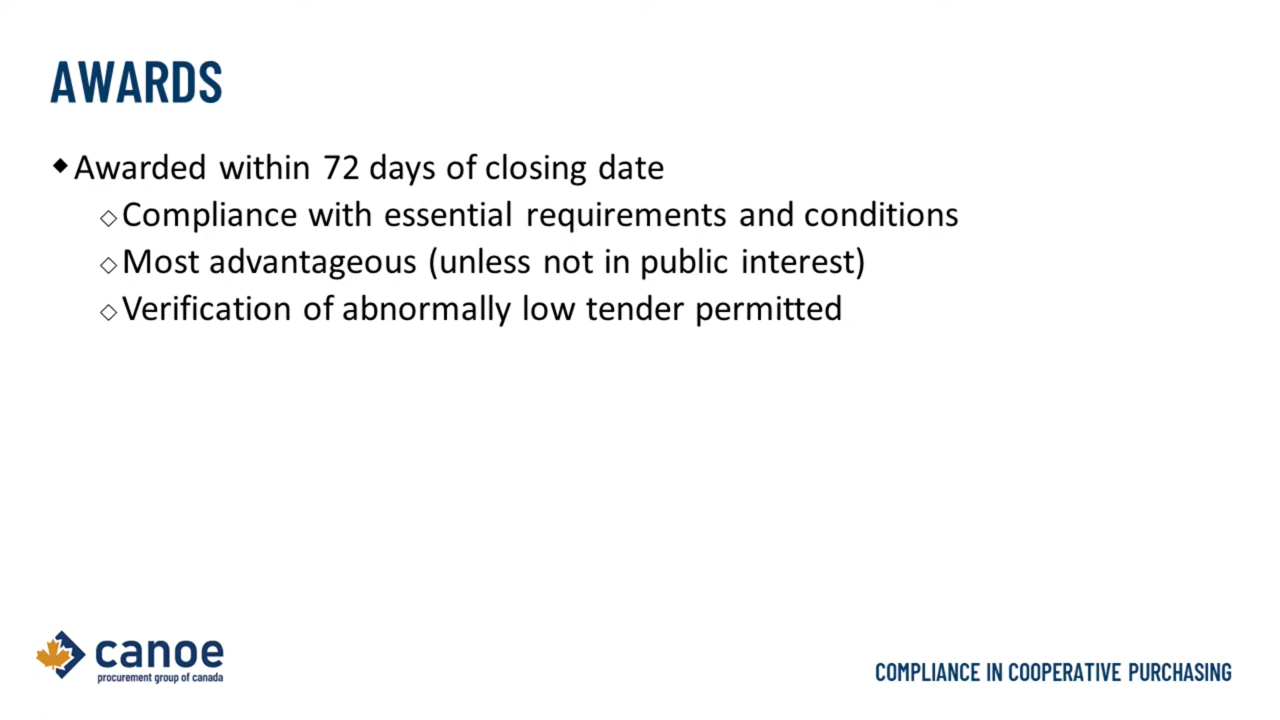 AWARDS
Awarded within 72 days of closing date
Compliance with essential requirements and conditions
Most advantageous (unless not in public interest)
Verification of abnormally low tender permitted
canoe
procurement group of canada
COMPLIANCE IN COOPERATIVE PURCHASING